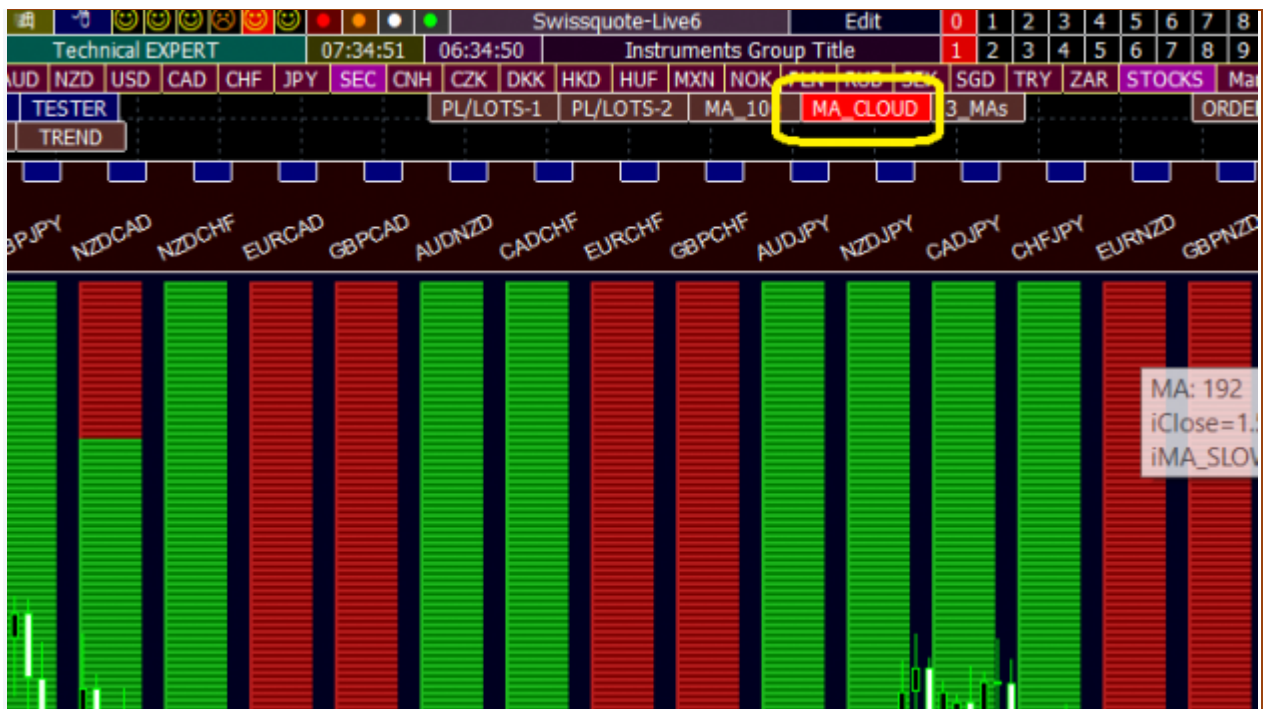 Swissquote-Live6 Edit 0 1 2 3 4 5 6 7 8
Technical EXPERT 07:34:51 06:34:50 Instruments Group Title 1 2 3 4 5 6 7 8 9
AUD NZD USD CAD CHF JPY SEC CNH CZK DKK HKD HUF MXN NOK PLN RUB SEK SGD TRY ZAR STOCKS
TESTER PL/LOTS-1 PL/LOTS-2 MA_10 MA_CLOUD 3_MAs
TREND
NZDCAD NZDCHF EURCAD GBPCAD AUDNZD CADCHF EURCHF GBPCHF AUDJPY NZDJPY CADJPY CHFJPY EURNZD GBPNZD
MA: 192
iClose=1.